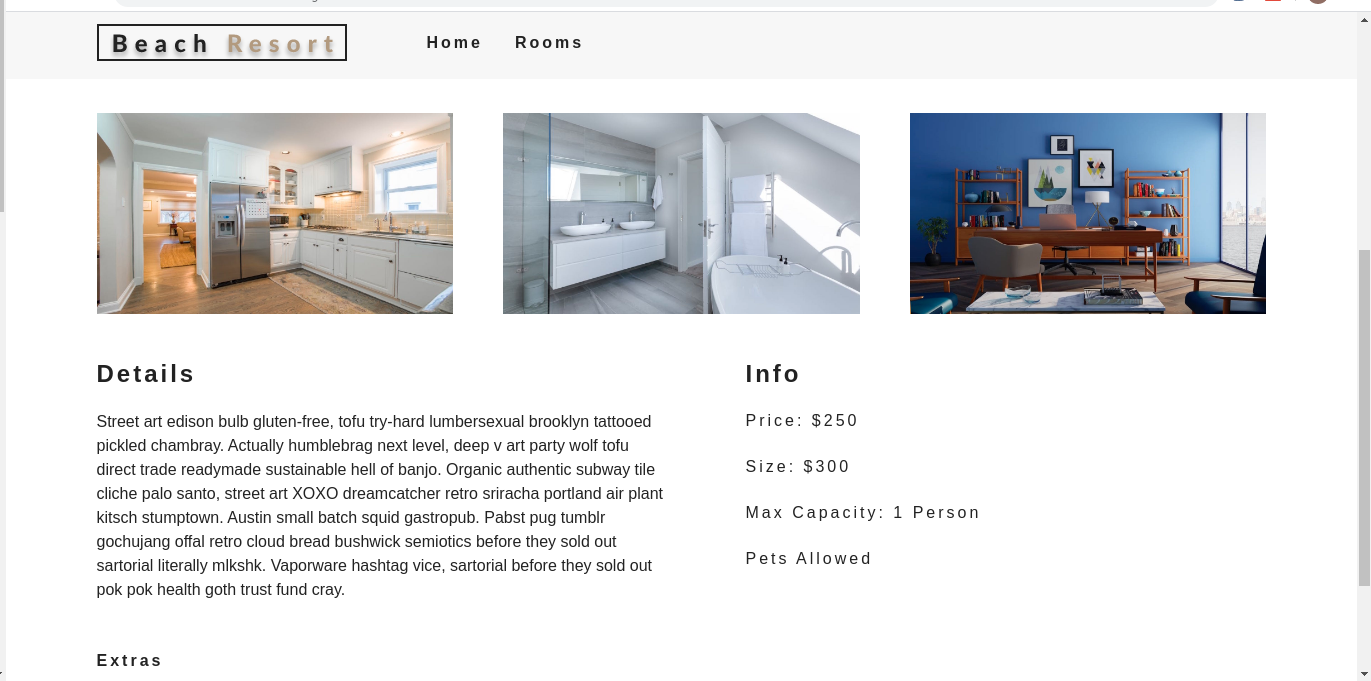 Beach Resort
Home
Rooms
Details
Street art edison bulb gluten-free, tofu try-hard lumbersexual brooklyn tattooed
pickled chambray. Actually humblebrag next level, deep v art party wolf tofu
direct trade readymade sustainable hell of banjo. Organic authentic subway tile
cliche palo santo, street art XOXO dreamcatcher retro sriracha portland air plant
kitsch stumptown. Austin small batch squid gastropub. Pabst pug tumblr
gochujang offal retro cloud bread bushwick semiotics before they sold out
sartorial literally mlkshk. Vaporware hashtag vice, sartorial before they sold out
pok pok health goth trust fund cray.
Info
Price: $250
Size: $300
Max Capacity: 1 Person
Pets Allowed
Extras